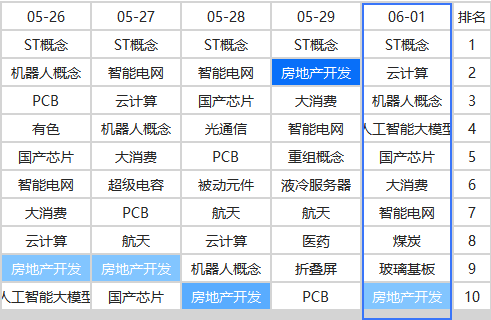 05-26 05-27 05-28 05-29 06-01 排名
ST概念 ST概念 ST概念 ST概念 ST概念 1
机器人概念 智能电网 智能电网 房地产开发 云计算 2
PCB 云计算 国产芯片 大消费 机器人概念 3
有色 机器人概念 光通信 智能电网 人工智能大模型 4
国产芯片 大消费 PCB 重组概念 国产芯片 5
智能电网 超级电容 被动元件 液冷服务器 大消费 6
大消费 PCB 航天 航天 智能电网 7
云计算 航天 云计算 医药 煤炭 8
房地产开发 房地产开发 机器人概念 折叠屏 玻璃基板 9
人工智能大模型 国产芯片 房地产开发 PCB 房地产开发 10